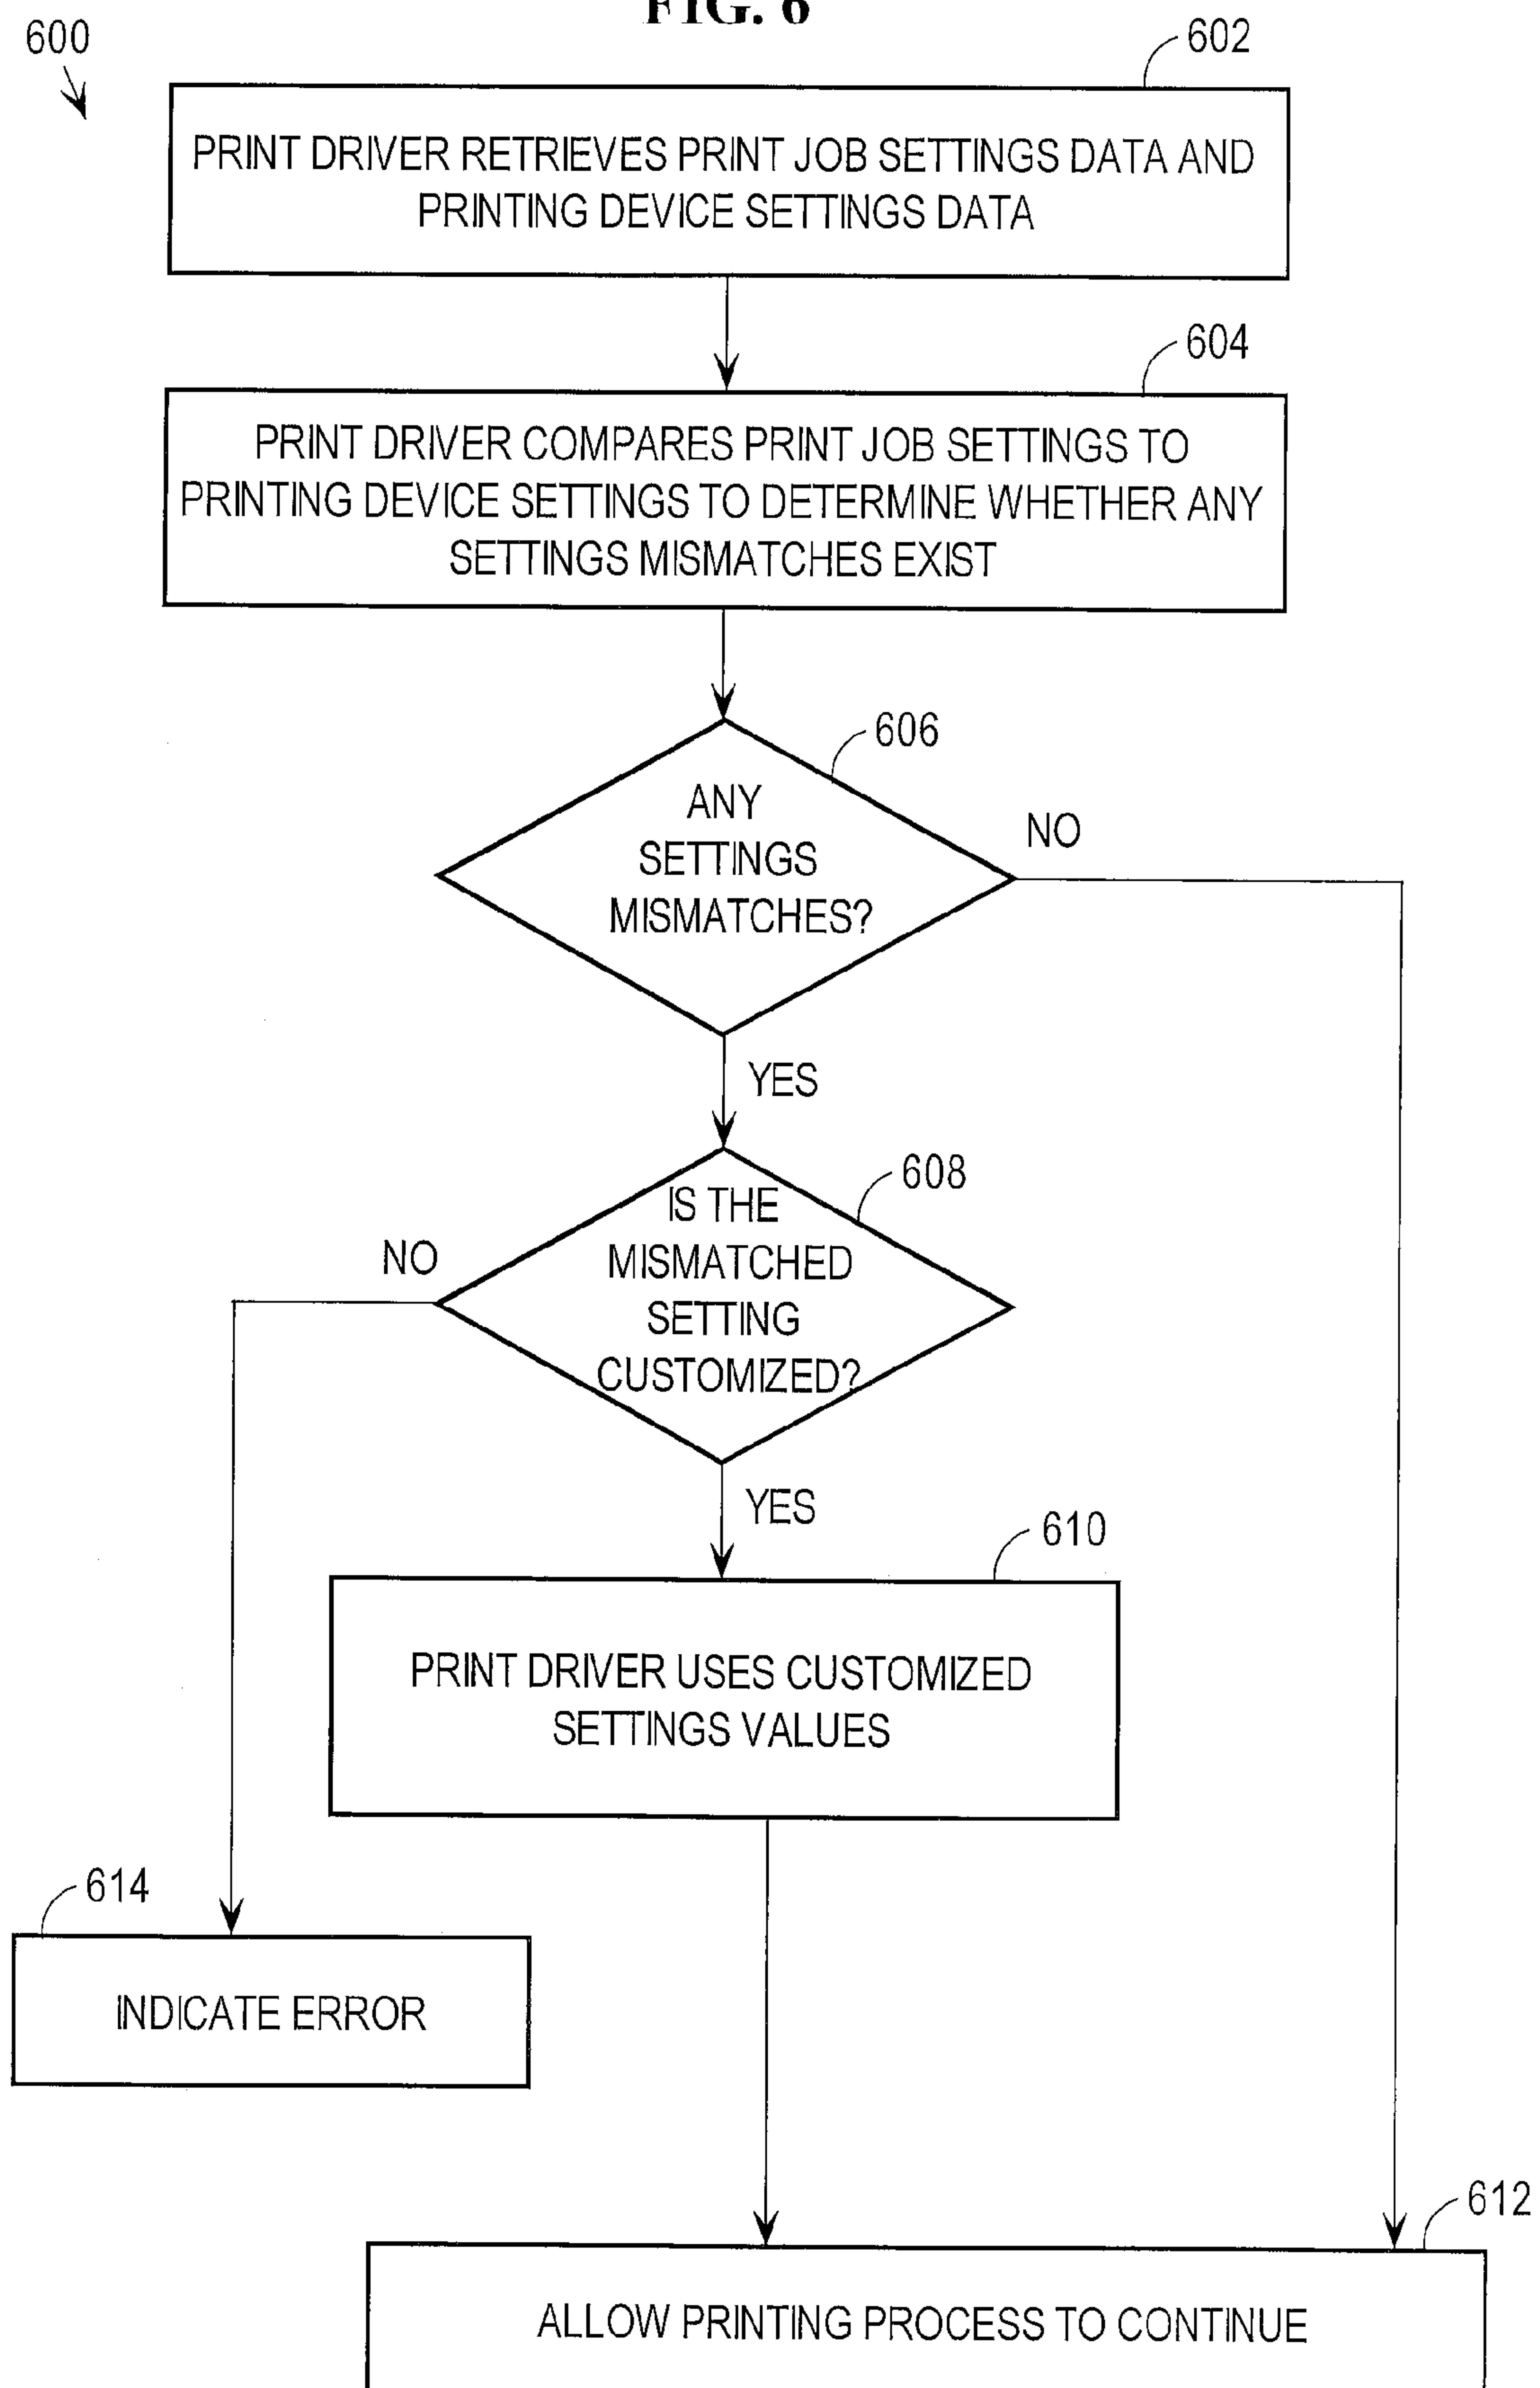 FIG. 6
600
602
PRINT DRIVER RETRIEVES PRINT JOB SETTINGS DATA AND
PRINTING DEVICE SETTINGS DATA
604
PRINT DRIVER COMPARES PRINT JOB SETTINGS TO
PRINTING DEVICE SETTINGS TO DETERMINE WHETHER ANY
SETTINGS MISMATCHES EXIST
606
ANY
SETTINGS
MISMATCHES?
NO
YES
608
IS THE
MISMATCHED
SETTING
CUSTOMIZED?
NO
YES
610
PRINT DRIVER USES CUSTOMIZED
SETTINGS VALUES
614
INDICATE ERROR
612
ALLOW PRINTING PROCESS TO CONTINUE